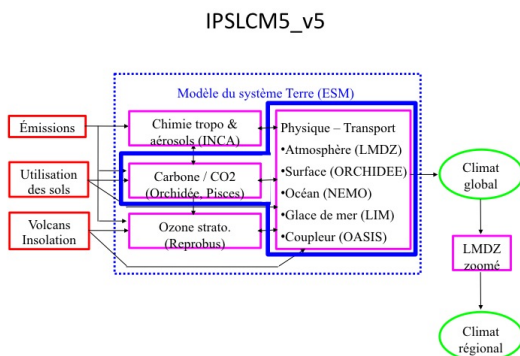 IPSLCM5_v5
Modèle du système Terre (ESM)
Émissions
Chimie tropo &
aérosols (INCA)
Physique – Transport
•Atmosphère (LMDZ)
•Surface (ORCHIDEE)
•Océan (NEMO)
•Glace de mer (LIM)
•Coupleur (OASIS)
Utilisation
des sols
Carbone / CO2
(Orchidée, Pisces)
Climat
global
Volcans
Insolation
Ozone strato.
(Reprobus)
LMDZ
zoomé
Climat
régional